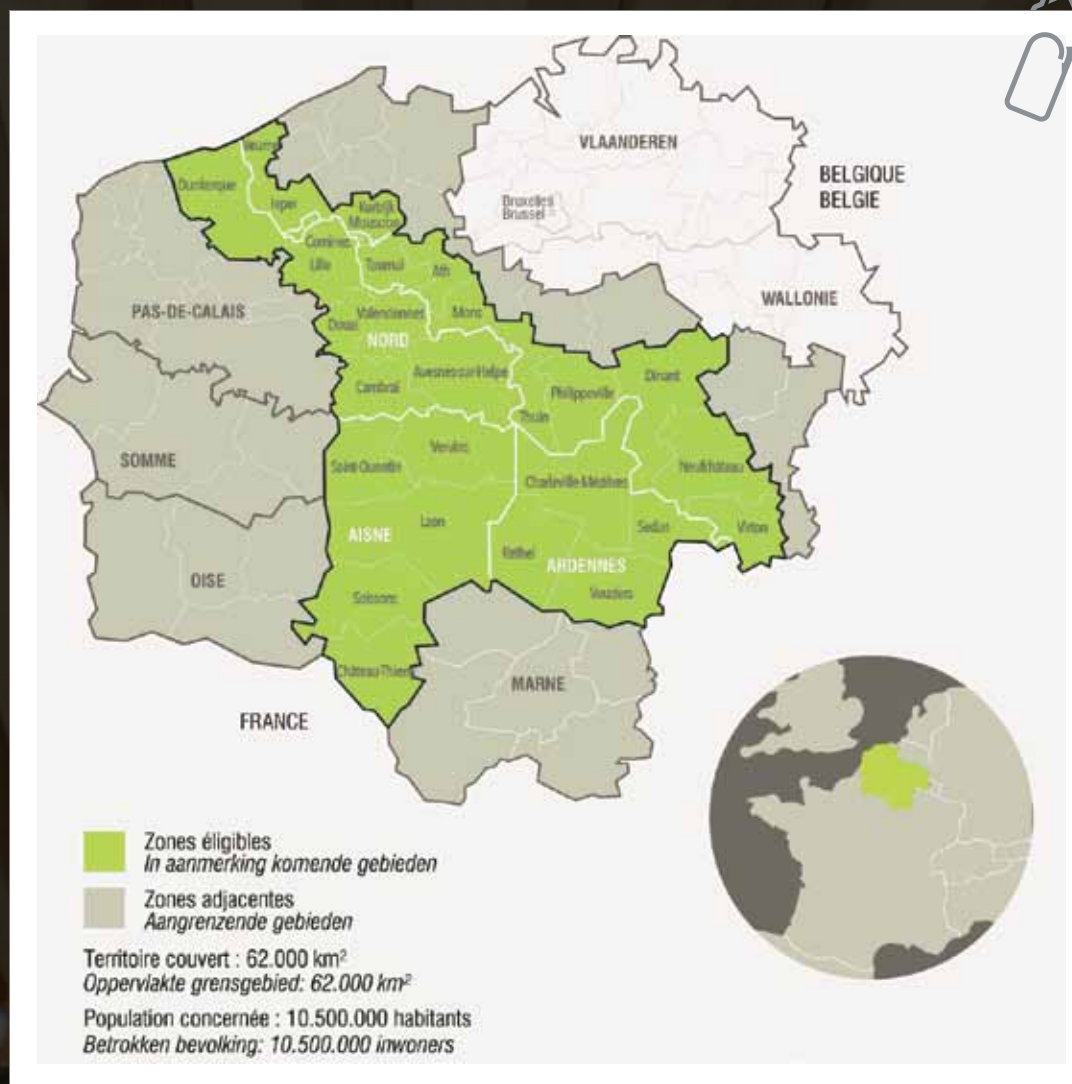 VLAANDEREN
BELGIQUE
BELGIE
Bruxelles
Brussel
Veurne
Dunkerque
Ieper
Kortrijk
Mouscron
Comines
Lille
Tournai
Ath
PAS-DE-CALAIS
WALLONIE
Douai
Valenciennes
Mons
NORD
Cambrai
Avesnes-sur-Helpe
Philippeville
Dinant
Thuin
SOMME
Saint-Quentin
Vervins
Charleville-Mézières
Neufchâteau
AISNE
Laon
Sedan
Virton
Rethel
ARDENNES
OISE
Soissons
Vouziers
Château-Thierry
MARNE
FRANCE
Zones éligibles
In aanmerking komende gebieden
Zones adjacentes
Aangrenzende gebieden
Territoire couvert : 62.000 km²
Oppervlakte grensgebied: 62.000 km²
Population concernée : 10.500.000 habitants
Betrokken bevolking: 10.500.000 inwoners